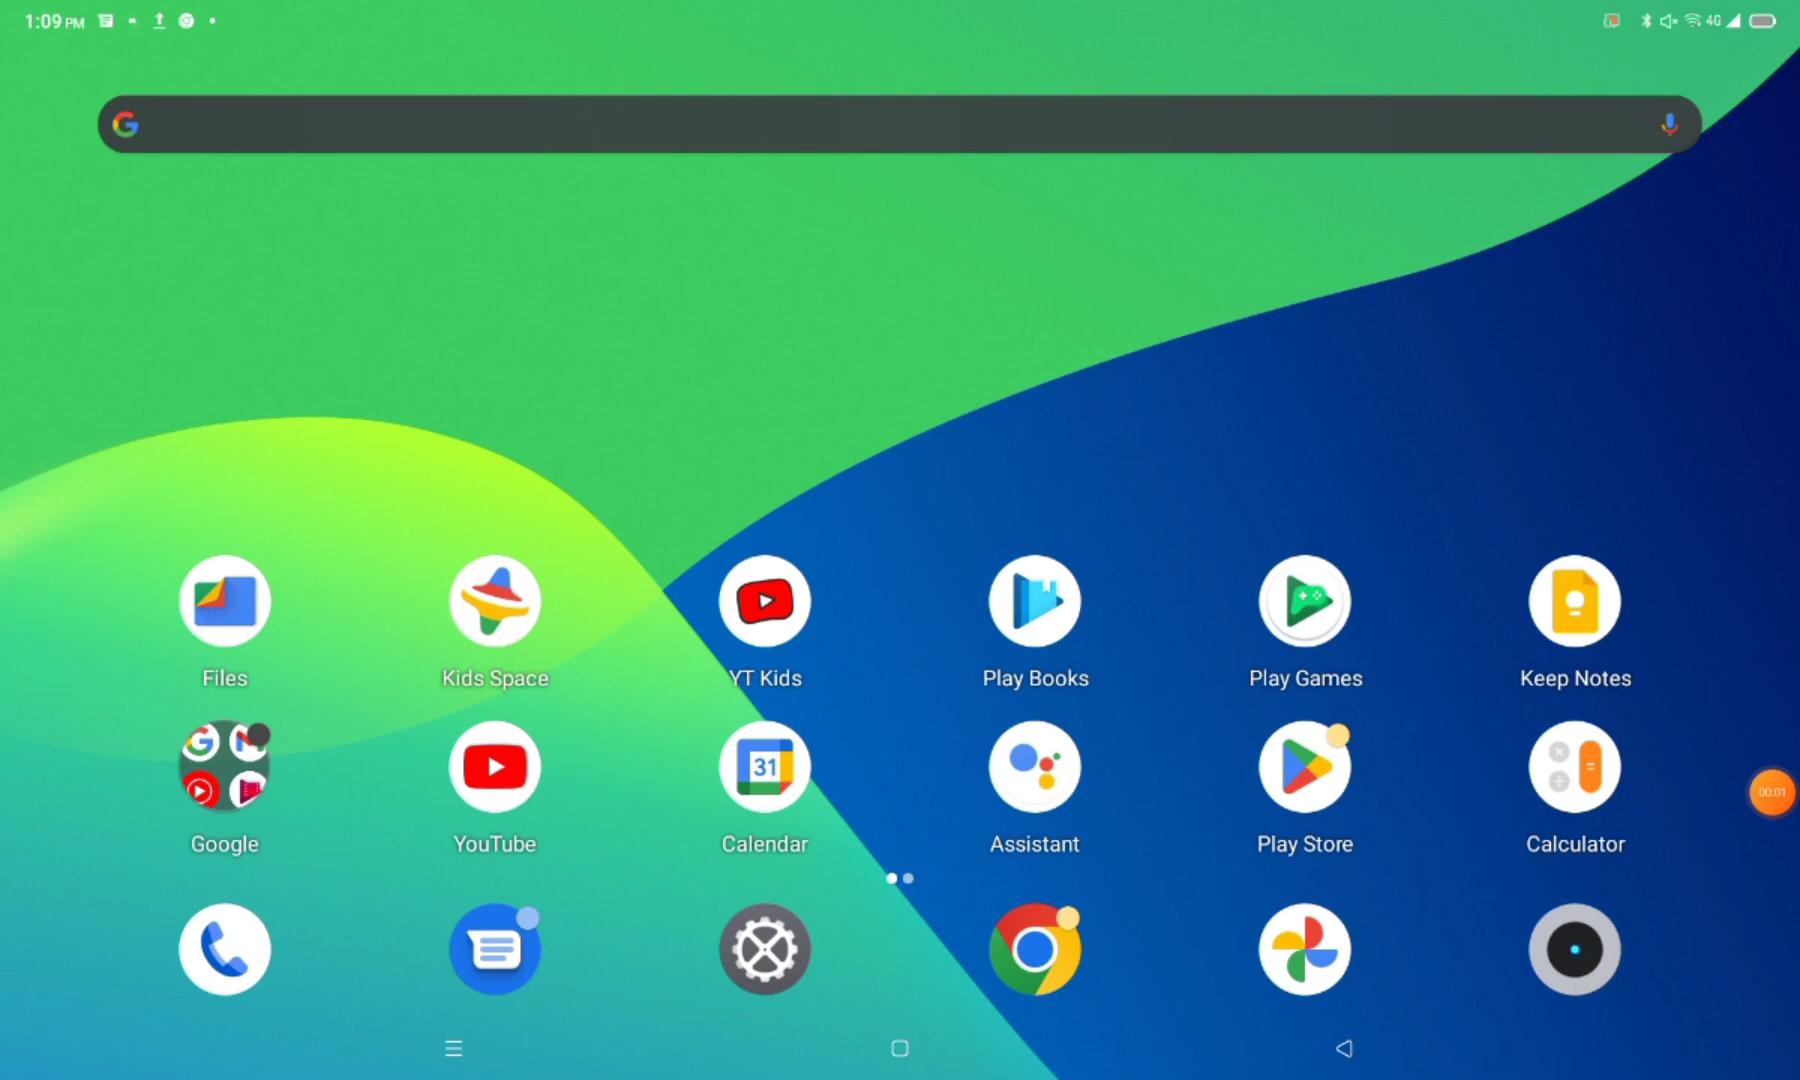 1:09 PM
4G
Files
Kids Space
YT Kids
Play Books
Play Games
Keep Notes
Google
YouTube
31
Calendar
Assistant
Play Store
Calculator
00:01